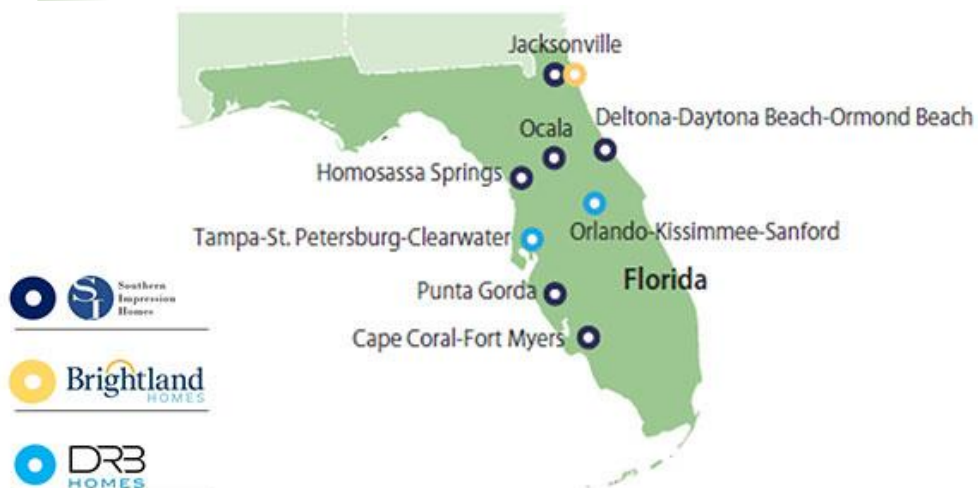 Jacksonville
Deltona-Daytona Beach-Ormond Beach
Ocala
Homosassa Springs
Tampa-St. Petersburg-Clearwater
Orlando-Kissimmee-Sanford
Florida
Punta Gorda
Cape Coral-Fort Myers
SI
Southern
Impression
Homes
Brightland
HOMES
DRB
HOMES